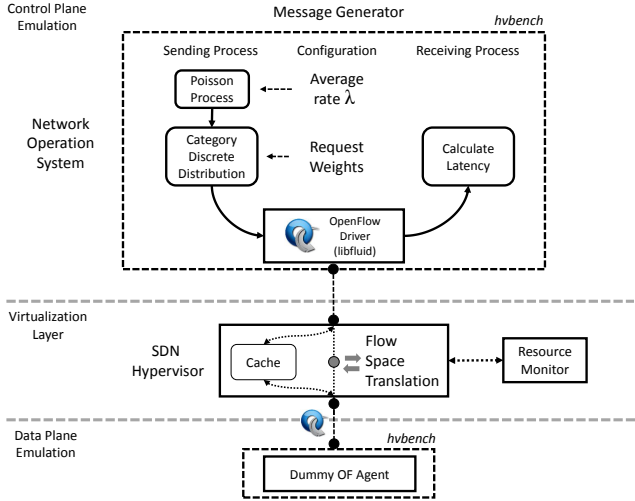 Control Plane
Emulation
Message Generator
hvbench
Sending Process
Configuration
Receiving Process
Poisson
Process
Average
rate λ
Network
Operation
System
Category
Discrete
Distribution
Request
Weights
Calculate
Latency
OpenFlow
Driver
(libfluid)
Virtualization
Layer
SDN
Hypervisor
Cache
Flow
Space
Translation
Resource
Monitor
Data Plane
Emulation
hvbench
Dummy OF Agent